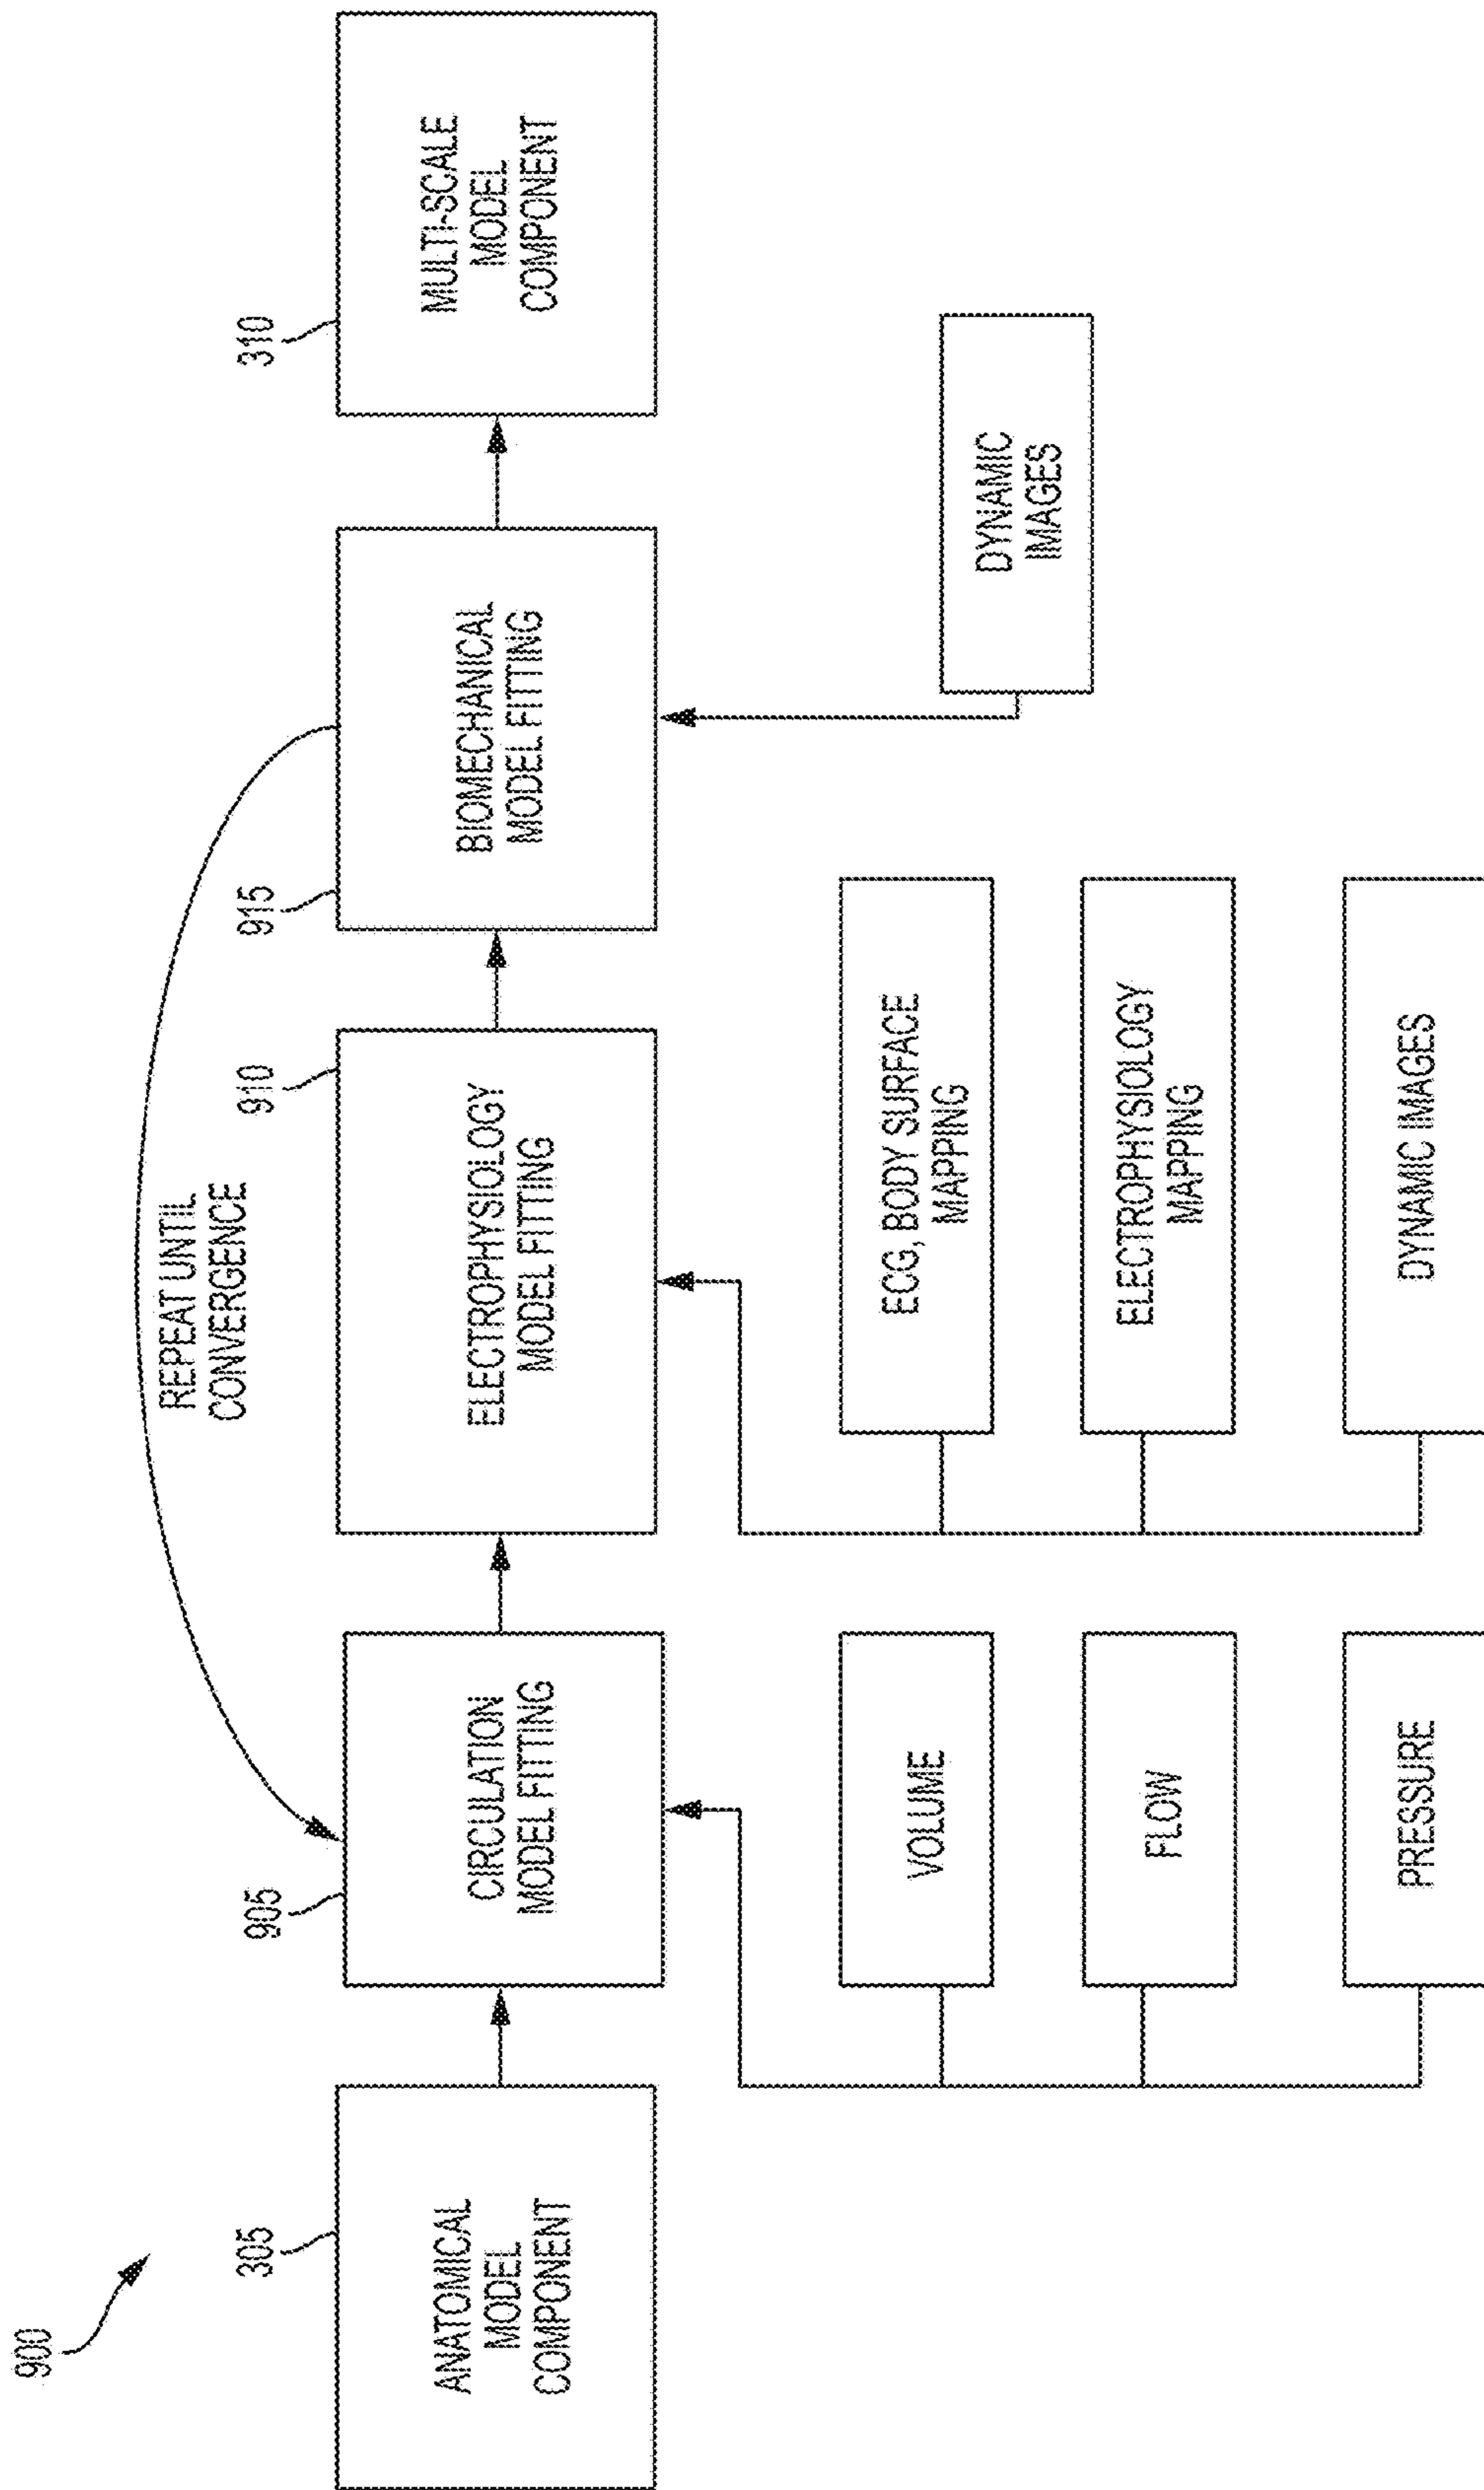 900
305
ANATOMICAL
MODEL
COMPONENT
905
CIRCULATION
MODEL FITTING
REPEAT UNTIL
CONVERGENCE
910
ELECTROPHYSIOLOGY
MODEL FITTING
915
BIOMECHANICAL
MODEL FITTING
310
MULTI-SCALE
MODEL
COMPONENT
VOLUME
FLOW
PRESSURE
ECG, BODY SURFACE
MAPPING
ELECTROPHYSIOLOGY
MAPPING
DYNAMIC IMAGES
DYNAMIC
IMAGES